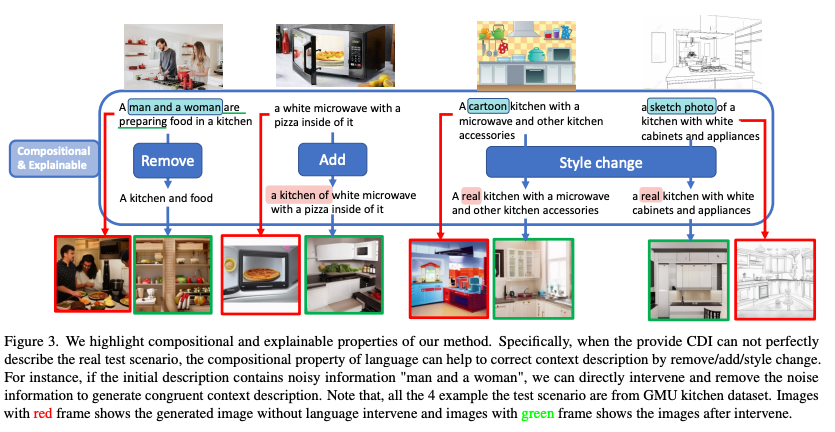 A man and a woman are
preparing food in a kitchen
a white microwave with a
pizza inside of it
A cartoon kitchen with a
microwave and other kitchen
accessories
a sketch photo of a
kitchen with white
cabinets and appliances
Compositional
& Explainable
Remove
Add
Style change
A kitchen and food
a kitchen of white microwave
with a pizza inside of it
A real kitchen with a microwave
and other kitchen accessories
a real kitchen with white
cabinets and appliances
Figure 3. We highlight compositional and explainable properties of our method. Specifically, when the provide CDI can not perfectly
describe the real test scenario, the compositional property of language can help to correct context description by remove/add/style change.
For instance, if the initial description contains noisy information "man and a woman", we can directly intervene and remove the noise
information to generate congruent context description. Note that, all the 4 example the test scenario are from GMU kitchen dataset. Images
with red frame shows the generated image without language intervene and images with green frame shows the images after intervene.